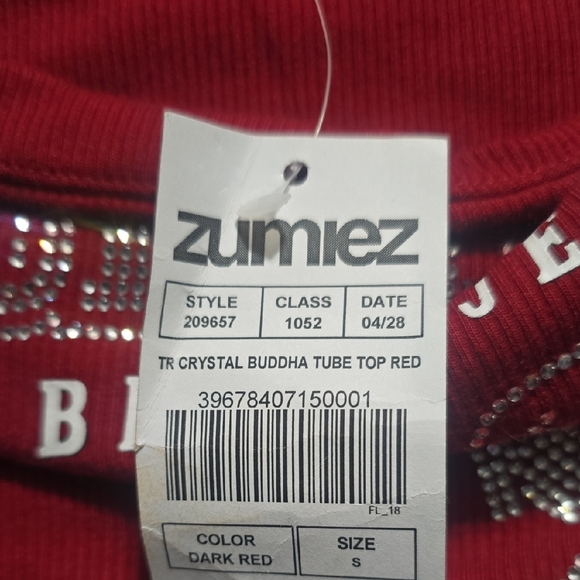 zumiez
STYLE CLASS DATE
209657 1052 04/28
TR CRYSTAL BUDDHA TUBE TOP RED
39678407150001
FL_18
COLOR SIZE
DARK RED S
J E
B